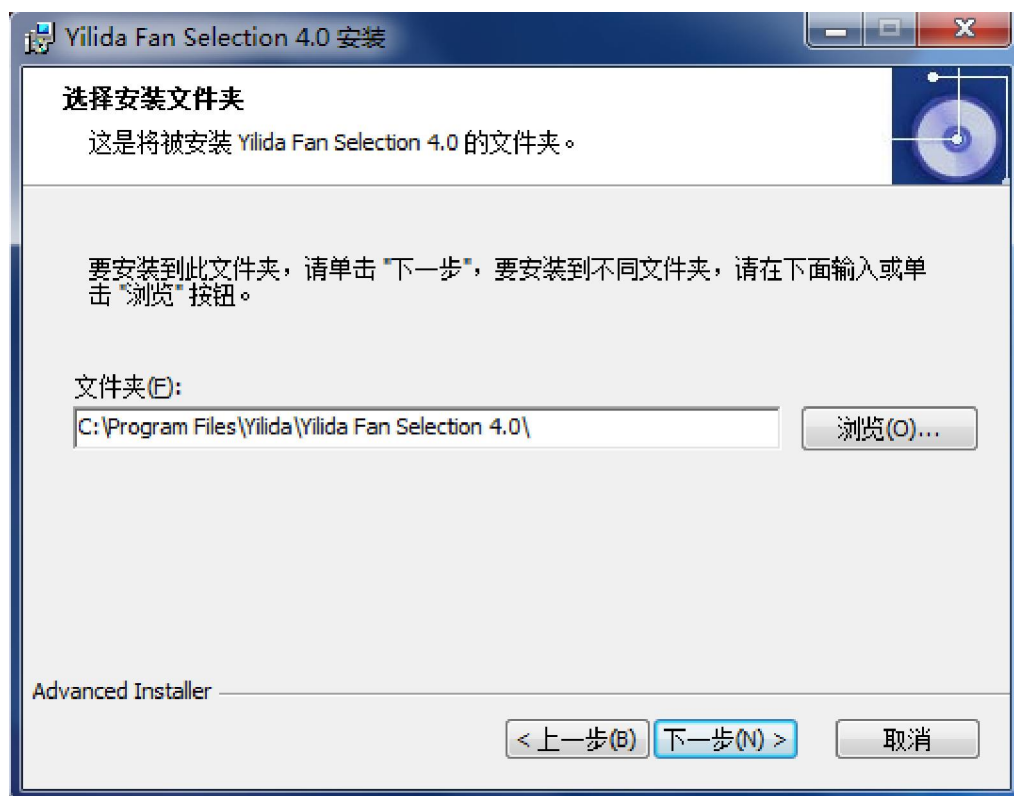 Yilida Fan Selection 4.0 安装
选择安装文件夹
这是将被安装 Yilida Fan Selection 4.0 的文件夹。
要安装到此文件夹，请单击 "下一步"，要安装到不同文件夹，请在下面输入或单
击 "浏览" 按钮。
文件夹(F):
C:\Program Files\Yilida\Yilida Fan Selection 4.0\
浏览(O)...
Advanced Installer
< 上一步(B)
下一步(N) >
取消